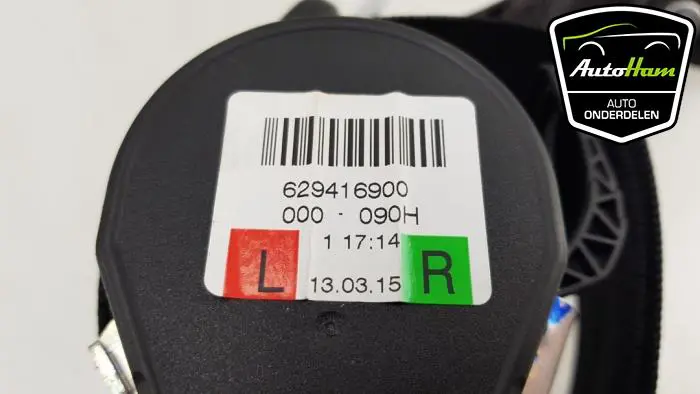 AutoHam
AUTO
ONDERDELEN
629416900
000 - 090H
1 17:14
L 13.03.15 R